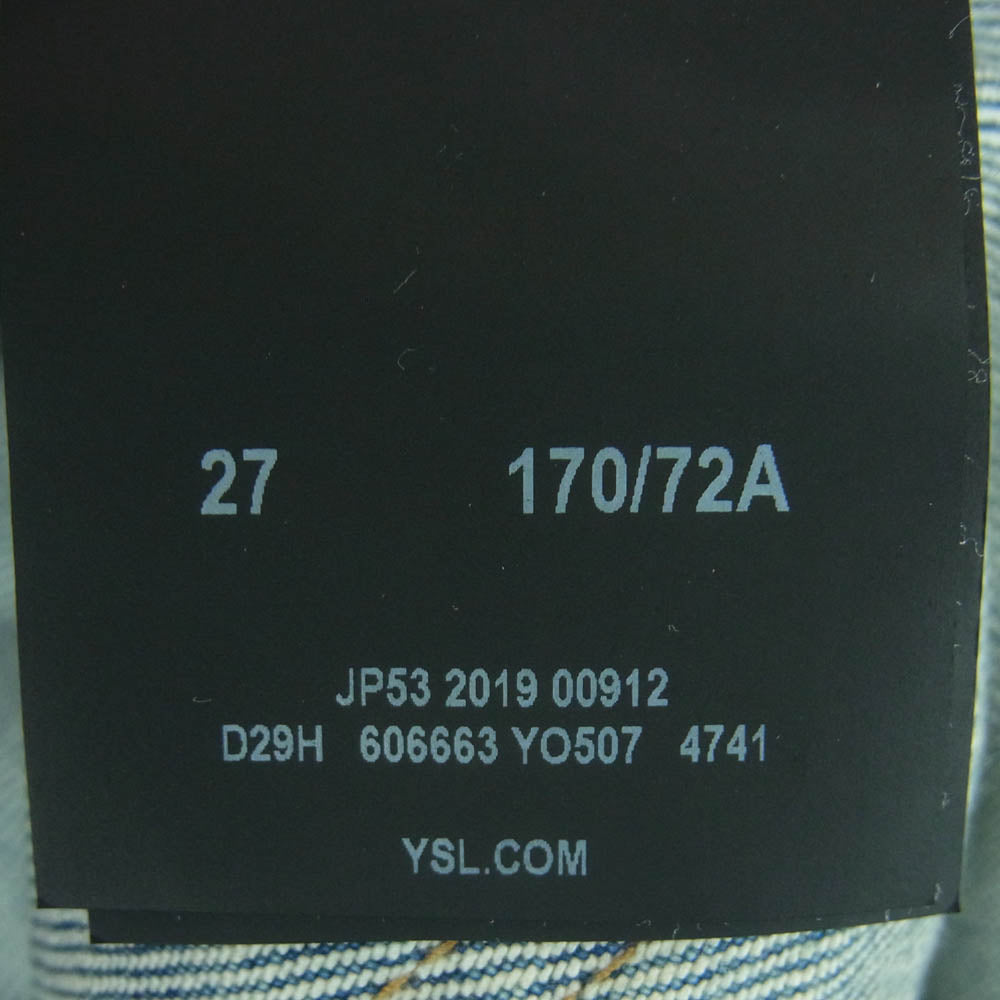 27 170/72A
JP53 2019 00912
D29H 606663 YO507 4741
YSL.COM